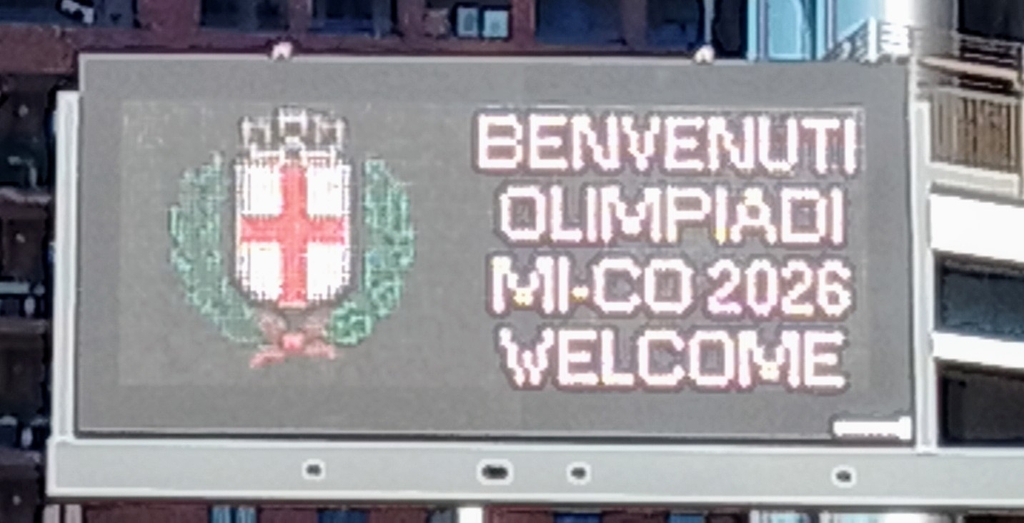 BENVENUTI
OLIMPIADI
MI-CO 2026
WELCOME